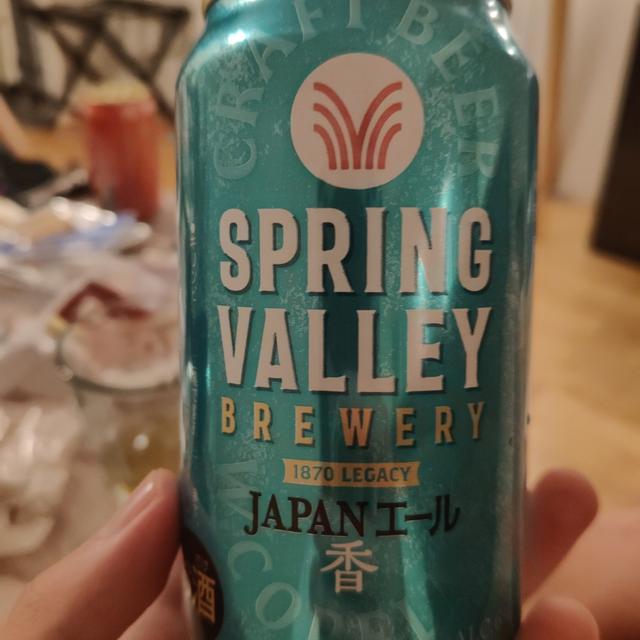 CRAFT BEER
SPRING
VALLEY
BREWERY
1870 LEGACY
JAPANエール
香
酒